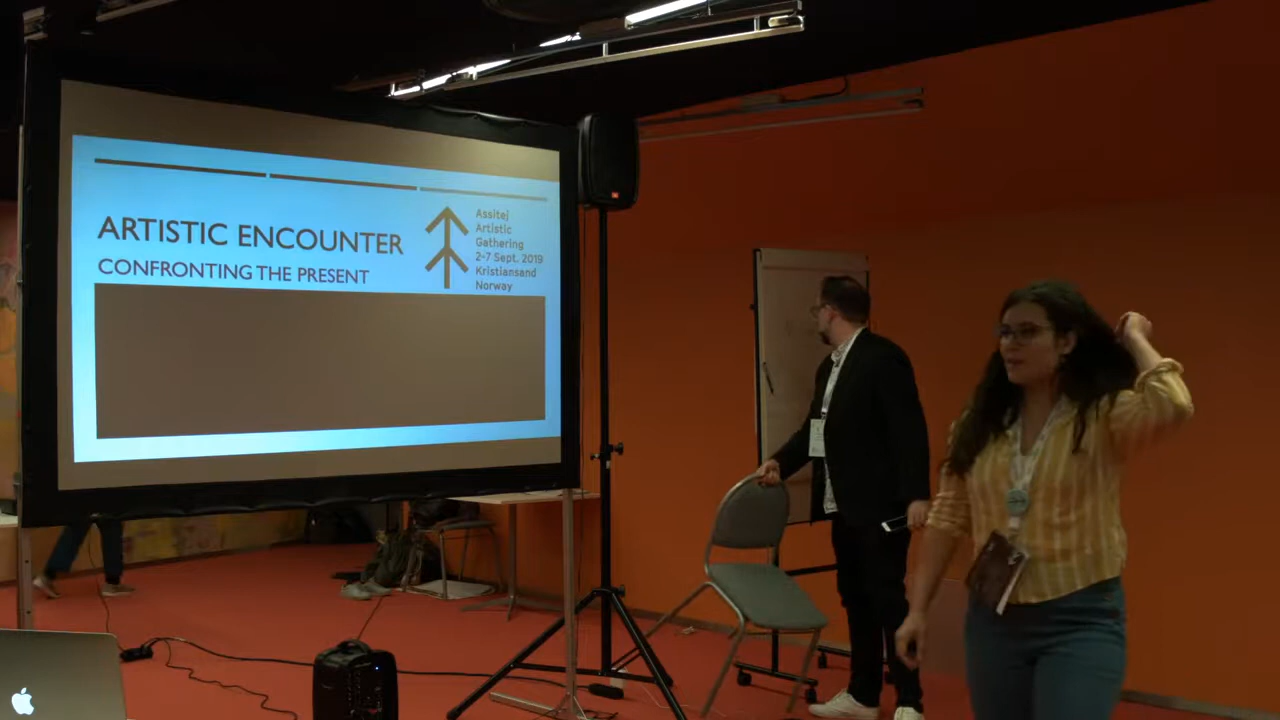 ARTISTIC ENCOUNTER
CONFRONTING THE PRESENT
Assitej
Artistic
Gathering
2-7 Sept. 2019
Kristiansand
Norway